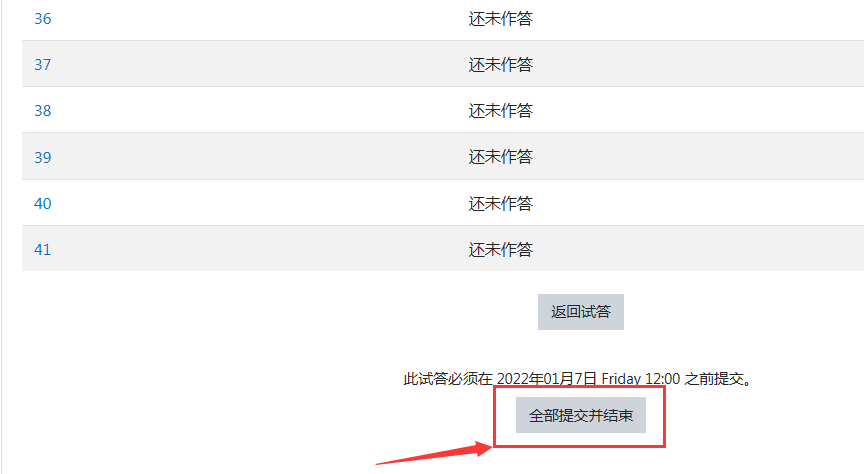 36 还未作答
37 还未作答
38 还未作答
39 还未作答
40 还未作答
41 还未作答
返回试答
此试答必须在 2022年01月7日 Friday 12:00 之前提交。
全部提交并结束